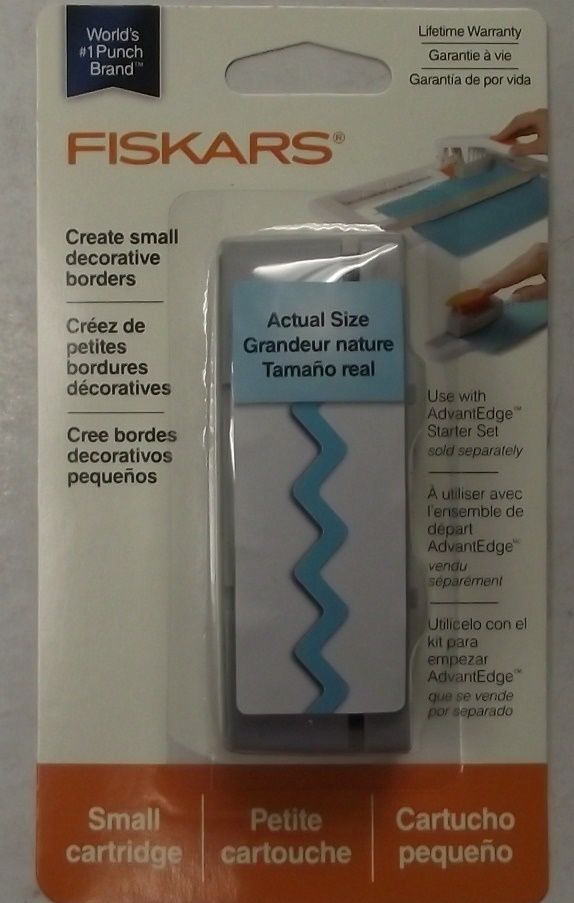 World's
#1 Punch
Brand™
Lifetime Warranty
Garantie à vie
Garantía de por vida
FISKARS®
Create small
decorative
borders
Créez de
petites
bordures
décoratives
Cree bordes
decorativos
pequeños
Actual Size
Grandeur nature
Tamaño real
Use with
AdvantEdge™
Starter Set
sold separately
À utiliser avec
l'ensemble de
départ
AdvantEdge™
vendu
séparément
Utilícelo con el
kit para
empezar
AdvantEdge™
que se vende
por separado
Small
cartridge
Petite
cartouche
Cartucho
pequeño